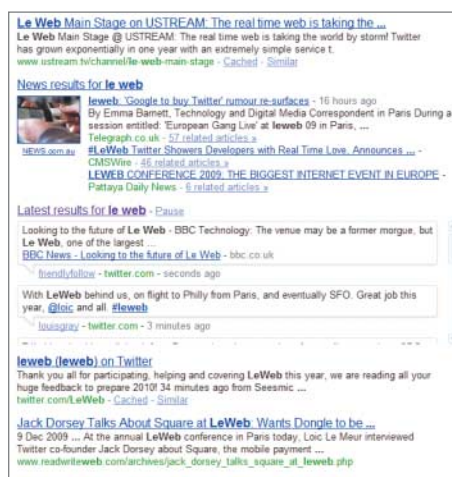 Le Web Main Stage on USTREAM: The real time web is taking the ...
Le Web Main Stage @ USTREAM: The real time web is taking the world by storm! Twitter
has grown exponentially in one year with an extremely simple service t.
www.ustream.tv/channel/le-web-main-stage - Cached - Similar
News results for le web
leweb: 'Google to buy Twitter' rumour re-surfaces - 16 hours ago
By Emma Barnett, Technology and Digital Media Correspondent in Paris During a
session entitled: 'European Gang Live' at leweb 09 in Paris, ...
Telegraph.co.uk - 57 related articles »
NEWS.com.au
#LeWeb Twitter Showers Developers with Real Time Love. Announces ... -
CMSWire - 46 related articles »
LEWEB CONFERENCE 2009. THE BIGGEST INTERNET EVENT IN EUROPE -
Pattaya Daily News - 6 related articles »
Latest results for le web - Pause
Looking to the future of Le Web - BBC Technology: The venue may be a former morgue, but
Le Web, one of the largest ...
BBC News - Looking to the future of Le Web - bbc.co.uk
friendlyfollow - twitter.com - seconds ago
With LeWeb behind us, on flight to Philly from Paris, and eventually SFO. Great job this
year, @loic and all. #leweb
louisgray - twitter.com - 3 minutes ago
leweb (leweb) on Twitter
Thank you all for participating, helping and covering LeWeb this year, we are reading all your
huge feedback to prepare 2010! 34 minutes ago from Seesmic ...
twitter.com/LeWeb - Cached - Similar
Jack Dorsey Talks About Square at LeWeb: Wants Dongle to be ...
9 Dec 2009 ... At the annual LeWeb conference in Paris today, Loic Le Meur interviewed
Twitter co-founder Jack Dorsey about Square, the mobile payment ...
www.readwriteweb.com/archives/jack_dorsey_talks_square_at_leweb.php